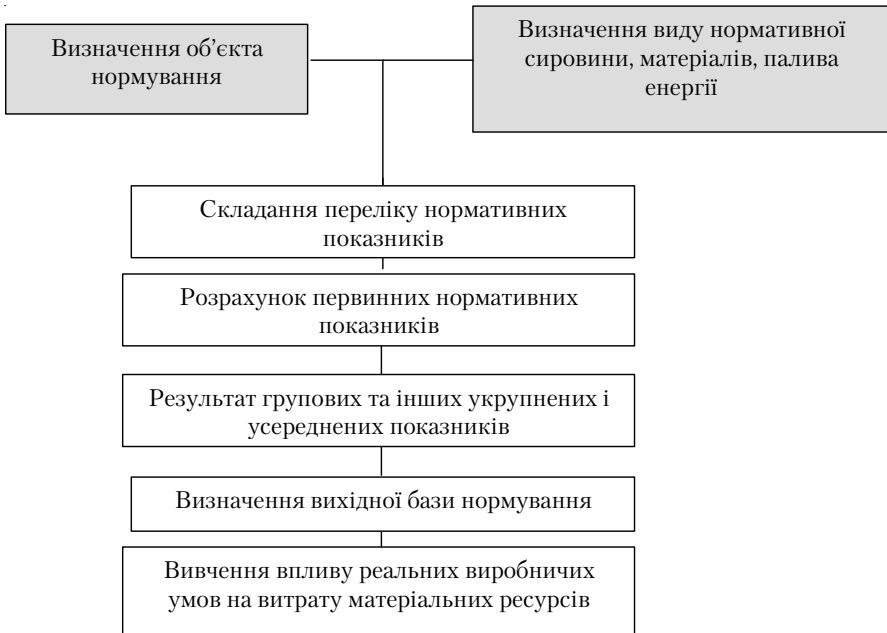 Визначення об’єкта
нормування
Визначення виду нормативної
сировини, матеріалів, палива
енергії
Складання переліку нормативних
показників
Розрахунок первинних нормативних
показників
Результат групових та інших укрупнених і
усереднених показників
Визначення вихідної бази нормування
Вивчення впливу реальних виробничих
умов на витрату матеріальних ресурсів